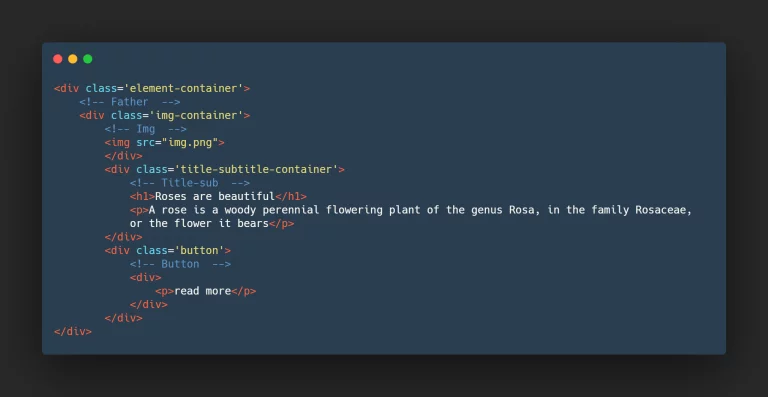 <div class='element-container'>
    <!-- Father  -->
    <div class='img-container'>
        <!-- Img  -->
        <img src="img.png">
        </div>
        <div class='title-subtitle-container'>
            <!-- Title-sub  -->
            <h1>Roses are beautiful</h1>
            <p>A rose is a woody perennial flowering plant of the genus Rosa, in the family Rosaceae,
            or the flower it bears</p>
        </div>
        <div class='button'>
            <!-- Button  -->
            <div>
                <p>read more</p>
            </div>
        </div>
</div>